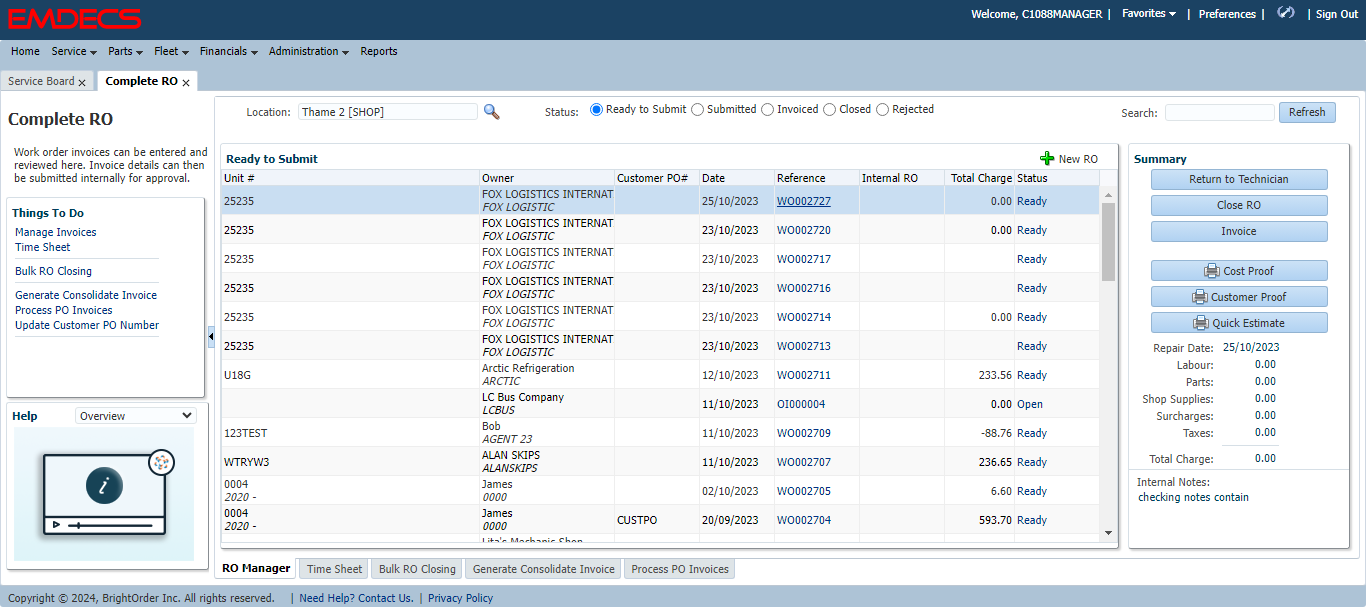 EMDECS
Welcome, C1088MANAGER | Favorites | Preferences | | Sign Out
Home Service Parts Fleet Financials Administration Reports
Service Board x Complete RO x
Complete RO
Work order invoices can be entered and
reviewed here. Invoice details can then
be submitted internally for approval.
Things To Do
Manage Invoices
Time Sheet
Bulk RO Closing
Generate Consolidate Invoice
Process PO Invoices
Update Customer PO Number
Help Overview
i
Location: Thame 2 [SHOP] Status: Ready to Submit Submitted Invoiced Closed Rejected Search: Refresh
Ready to Submit New RO
Unit # Owner Customer PO# Date Reference Internal RO Total Charge Status
25235 FOX LOGISTICS INTERNAT 25/10/2023 WO002727 0.00 Ready
FOX LOGISTIC
25235 FOX LOGISTICS INTERNAT 23/10/2023 WO002720 0.00 Ready
FOX LOGISTIC
25235 FOX LOGISTICS INTERNAT 23/10/2023 WO002717 Ready
FOX LOGISTIC
25235 FOX LOGISTICS INTERNAT 23/10/2023 WO002716 Ready
FOX LOGISTIC
25235 FOX LOGISTICS INTERNAT 23/10/2023 WO002714 0.00 Ready
FOX LOGISTIC
25235 FOX LOGISTICS INTERNAT 23/10/2023 WO002713 Ready
FOX LOGISTIC
U18G Arctic Refrigeration 12/10/2023 WO002711 233.56 Ready
ARCTIC
LC Bus Company 11/10/2023 OI000004 0.00 Open
LCBUS
123TEST Bob 11/10/2023 WO002709 -88.76 Ready
AGENT 23
WTRYW3 ALAN SKIPS 11/10/2023 WO002707 236.65 Ready
ALANSKIPS
0004 James 02/10/2023 WO002705 6.60 Ready
2020 - 0000
0004 James CUSTPO 20/09/2023 WO002704 593.70 Ready
2020 - 0000
Lita's Mechanic Shop
Summary
Return to Technician
Close RO
Invoice
Cost Proof
Customer Proof
Quick Estimate
Repair Date: 25/10/2023
Labour: 0.00
Parts: 0.00
Shop Supplies: 0.00
Surcharges: 0.00
Taxes: 0.00
Total Charge: 0.00
Internal Notes:
checking notes contain
RO Manager Time Sheet Bulk RO Closing Generate Consolidate Invoice Process PO Invoices
Copyright © 2024, BrightOrder Inc. All rights reserved. | Need Help? Contact Us. | Privacy Policy